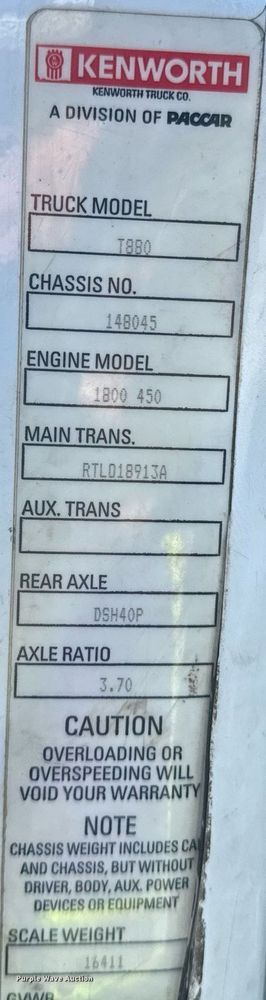 KENWORTH
KENWORTH TRUCK CO.
A DIVISION OF PACCAR
TRUCK MODEL
T880
CHASSIS NO.
148045
ENGINE MODEL
1800 450
MAIN TRANS.
RTLO18913A
AUX. TRANS
REAR AXLE
DSH40P
AXLE RATIO
3.70
CAUTION
OVERLOADING OR
OVERSPEEDING WILL
VOID YOUR WARRANTY
NOTE
CHASSIS WEIGHT INCLUDES CA
AND CHASSIS, BUT WITHOUT
DRIVER, BODY, AUX. POWER
DEVICES OR EQUIPMENT
SCALE WEIGHT
16411
Purple Wave Auction
GVWR